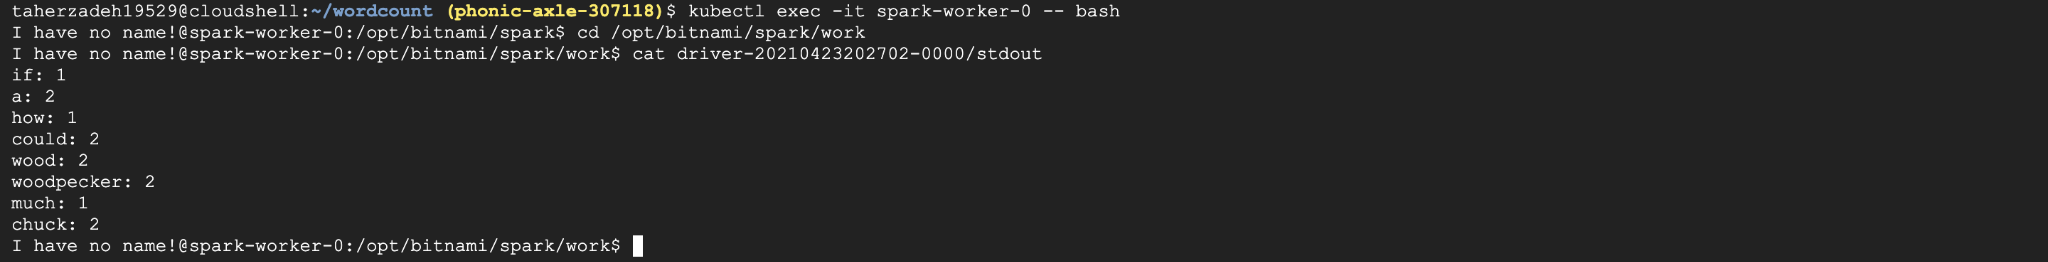 taherzadeh19529@cloudshell:~/wordcount (phonic-axle-307118)$ kubectl exec -it spark-worker-0 -- bash
I have no name!@spark-worker-0:/opt/bitnami/spark$ cd /opt/bitnami/spark/work
I have no name!@spark-worker-0:/opt/bitnami/spark/work$ cat driver-20210423202702-0000/stdout
if: 1
a: 2
how: 1
could: 2
wood: 2
woodpecker: 2
much: 1
chuck: 2
I have no name!@spark-worker-0:/opt/bitnami/spark/work$